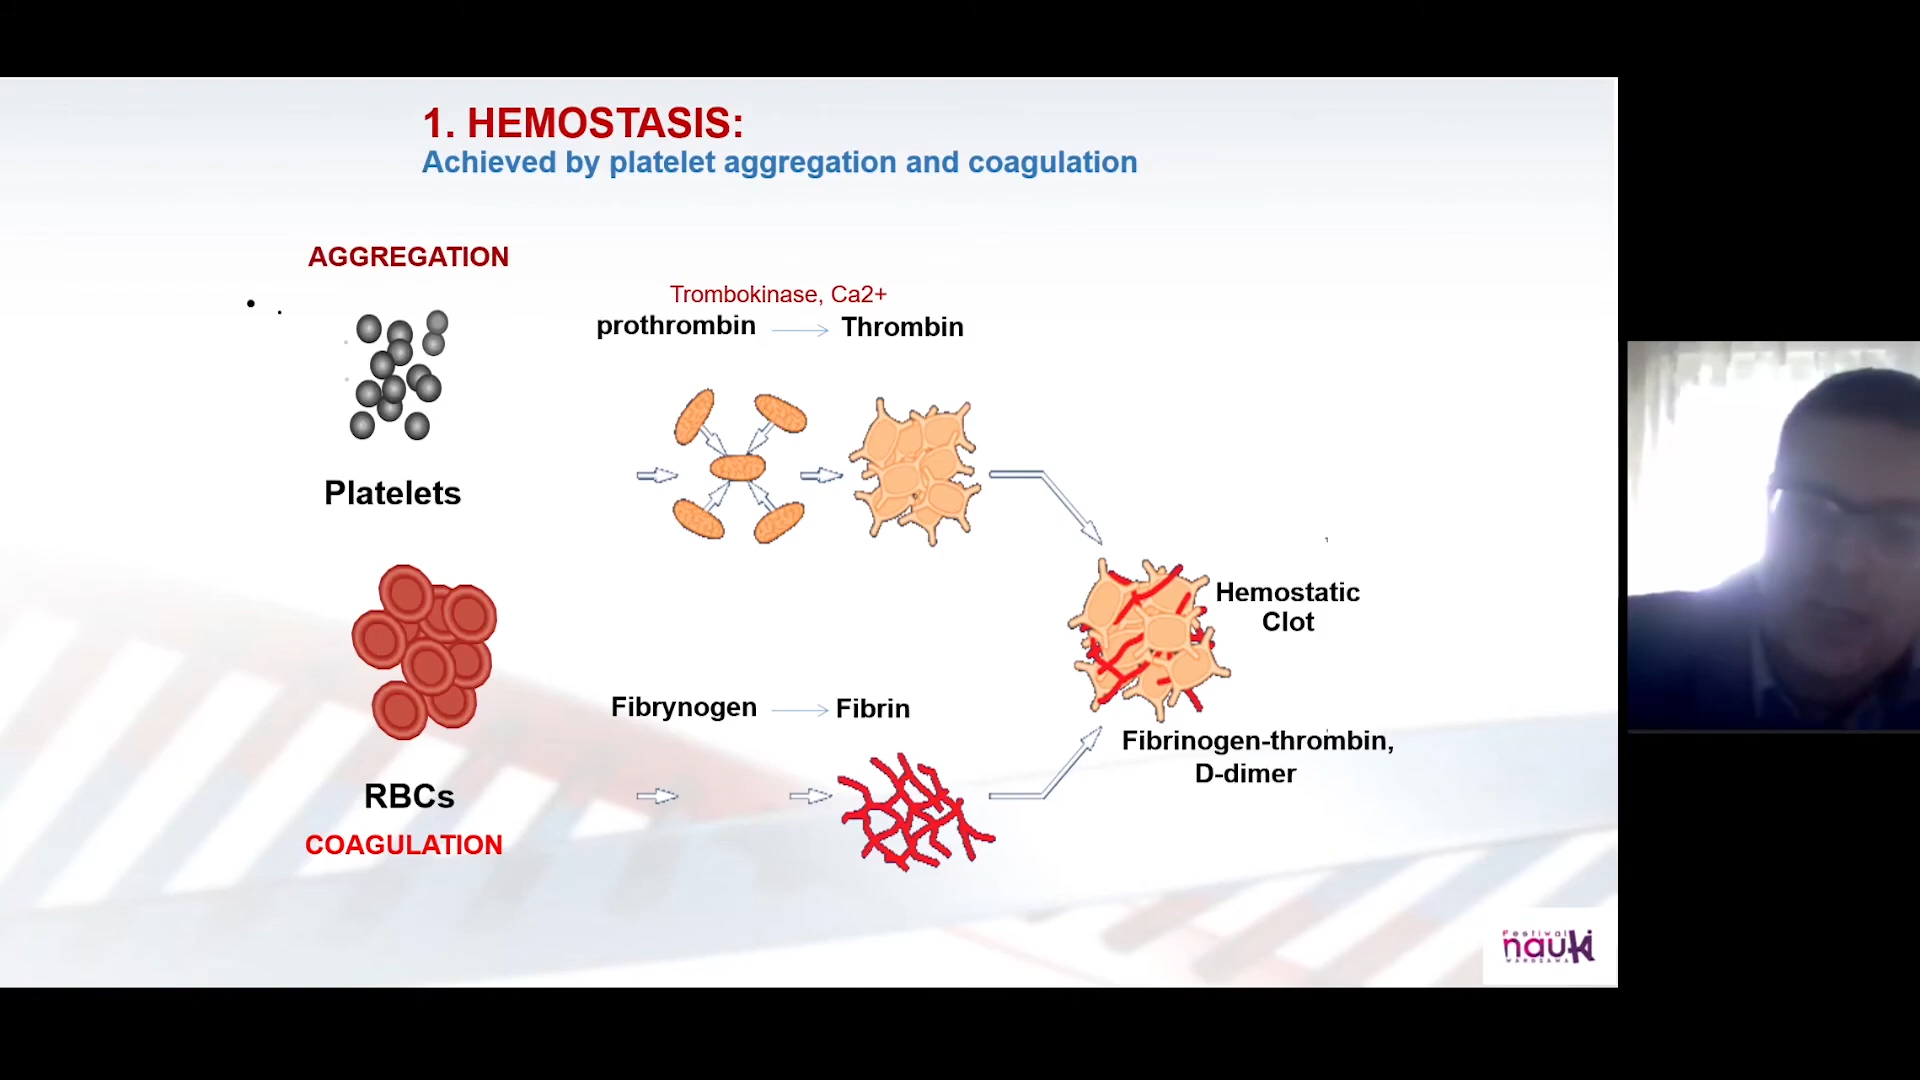 1. HEMOSTASIS:
Achieved by platelet aggregation and coagulation
AGGREGATION
Trombokinase, Ca2+
prothrombin
Thrombin
Platelets
Hemostatic
Clot
Fibrynogen
Fibrin
Fibrinogen-thrombin,
D-dimer
RBCs
COAGULATION
Festiwal
nauki
WARSZAWA